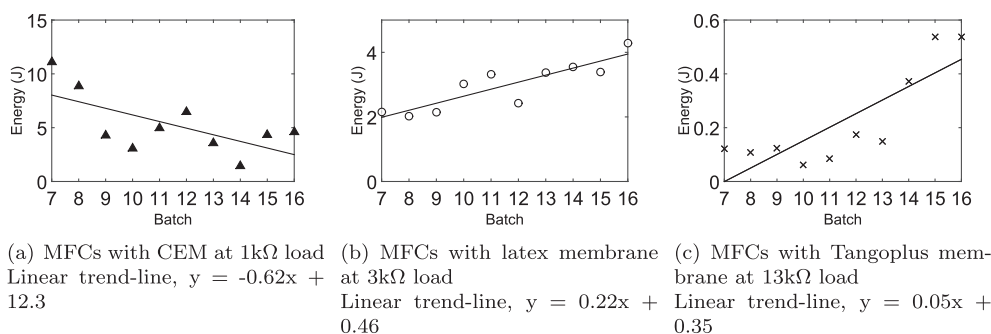 15
10
5
0
Energy (J)
7 8 9 10 11 12 13 14 15 16
Batch
4
2
0
Energy (J)
7 8 9 10 11 12 13 14 15 16
Batch
0.6
0.4
0.2
0
Energy (J)
7 8 9 10 11 12 13 14 15 16
Batch
(a) MFCs with CEM at 1kΩ load
Linear trend-line, y = -0.62x +
12.3
(b) MFCs with latex membrane
at 3kΩ load
Linear trend-line, y = 0.22x +
0.46
(c) MFCs with Tangoplus mem-
brane at 13kΩ load
Linear trend-line, y = 0.05x +
0.35